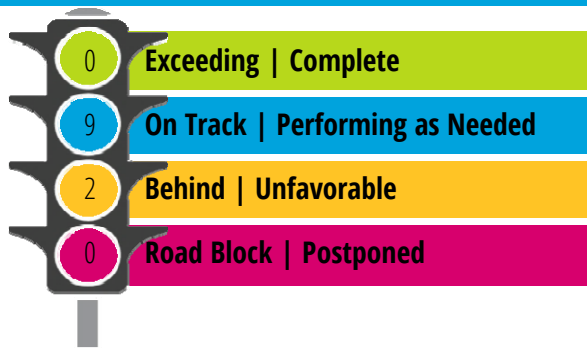 0 Exceeding | Complete
9 On Track | Performing as Needed
2 Behind | Unfavorable
0 Road Block | Postponed